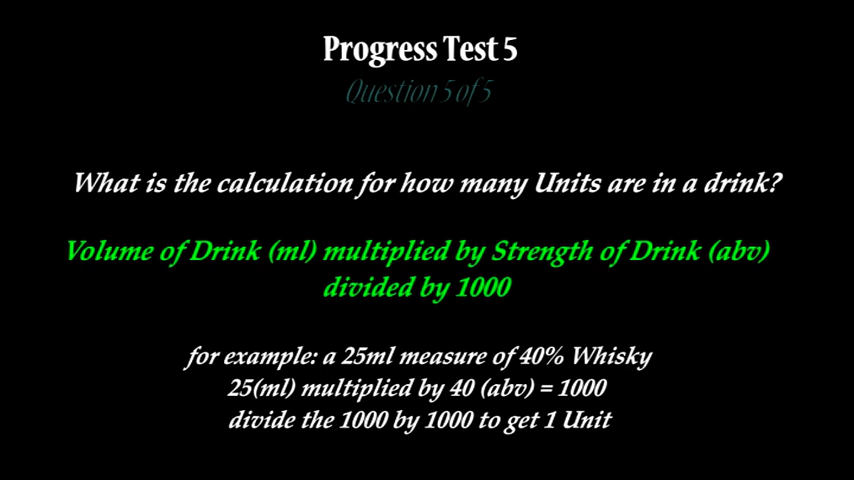 Progress Test 5
Question 5 of 5
What is the calculation for how many Units are in a drink?
Volume of Drink (ml) multiplied by Strength of Drink (abv)
divided by 1000
for example: a 25ml measure of 40% Whisky
25(ml) multiplied by 40 (abv) = 1000
divide the 1000 by 1000 to get 1 Unit